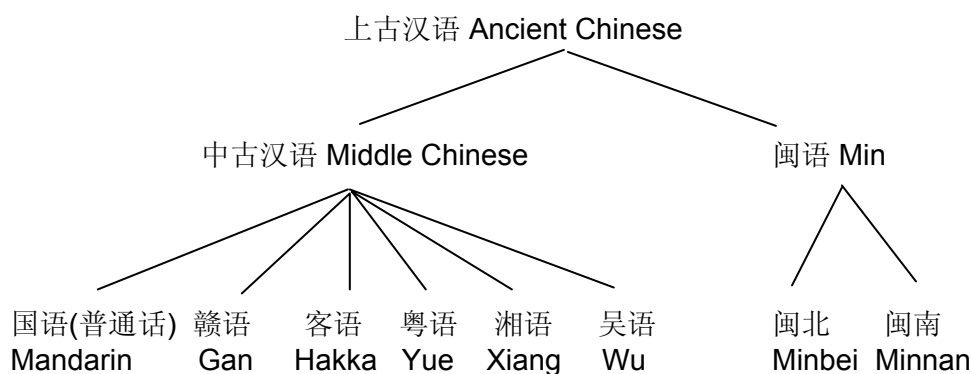 上古汉语 Ancient Chinese
中古汉语 Middle Chinese
闽语 Min
国语(普通话) 赣语 客语 粤语 湘语 吴语 闽北 闽南
Mandarin Gan Hakka Yue Xiang Wu Minbei Minnan